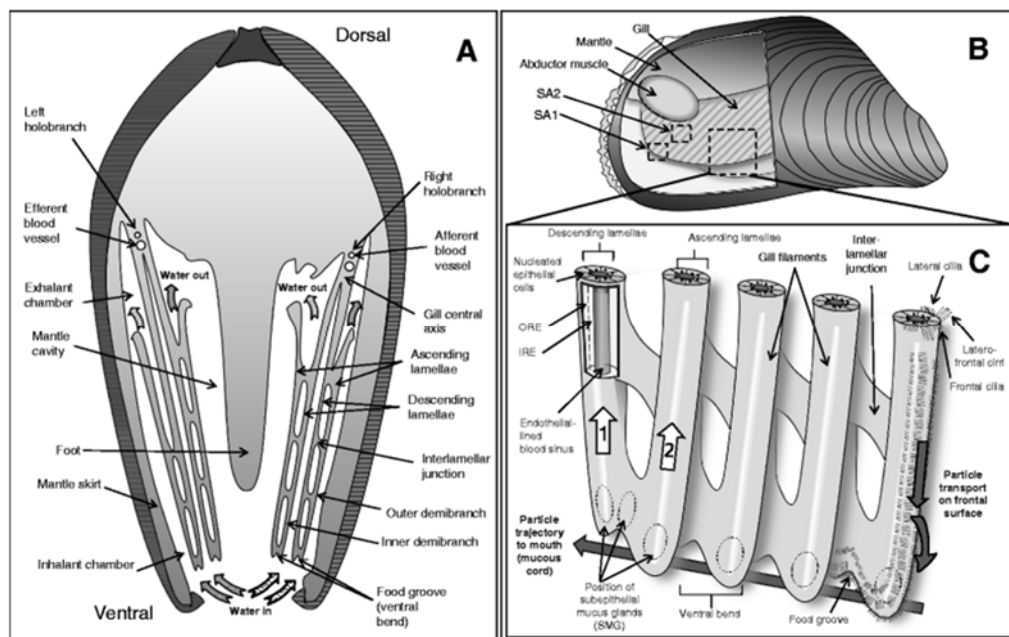 Dorsal
A
Left
holobranch
Efferent
blood
vessel
Exhalant
chamber
Mantle
cavity
Foot
Mantle skirt
Inhalant chamber
Ventral
Water out
Water out
Water in
Right
holobranch
Afferent
blood
vessel
Gill central
axis
Ascending
lamellae
Descending
lamellae
Interlamellar
junction
Outer demibranch
Inner demibranch
Food groove
(ventral
bend)
B
Gill
Mantle
Abductor muscle
SA2
SA1
C
Descending lamellae
Ascending lamellae
Nucleated
epithelial
cells
Gill filaments
Inter-
lamellar
junction
Lateral cilia
Latero-
frontal cirri
Frontal cilia
ORE
IRE
Endothelial-
lined
blood sinus
1
2
Particle
transport
on frontal
surface
Particle
trajectory
to mouth
(mucous
cord)
Position of
subepithelial
mucus glands
(SMG)
Ventral bend
Food groove